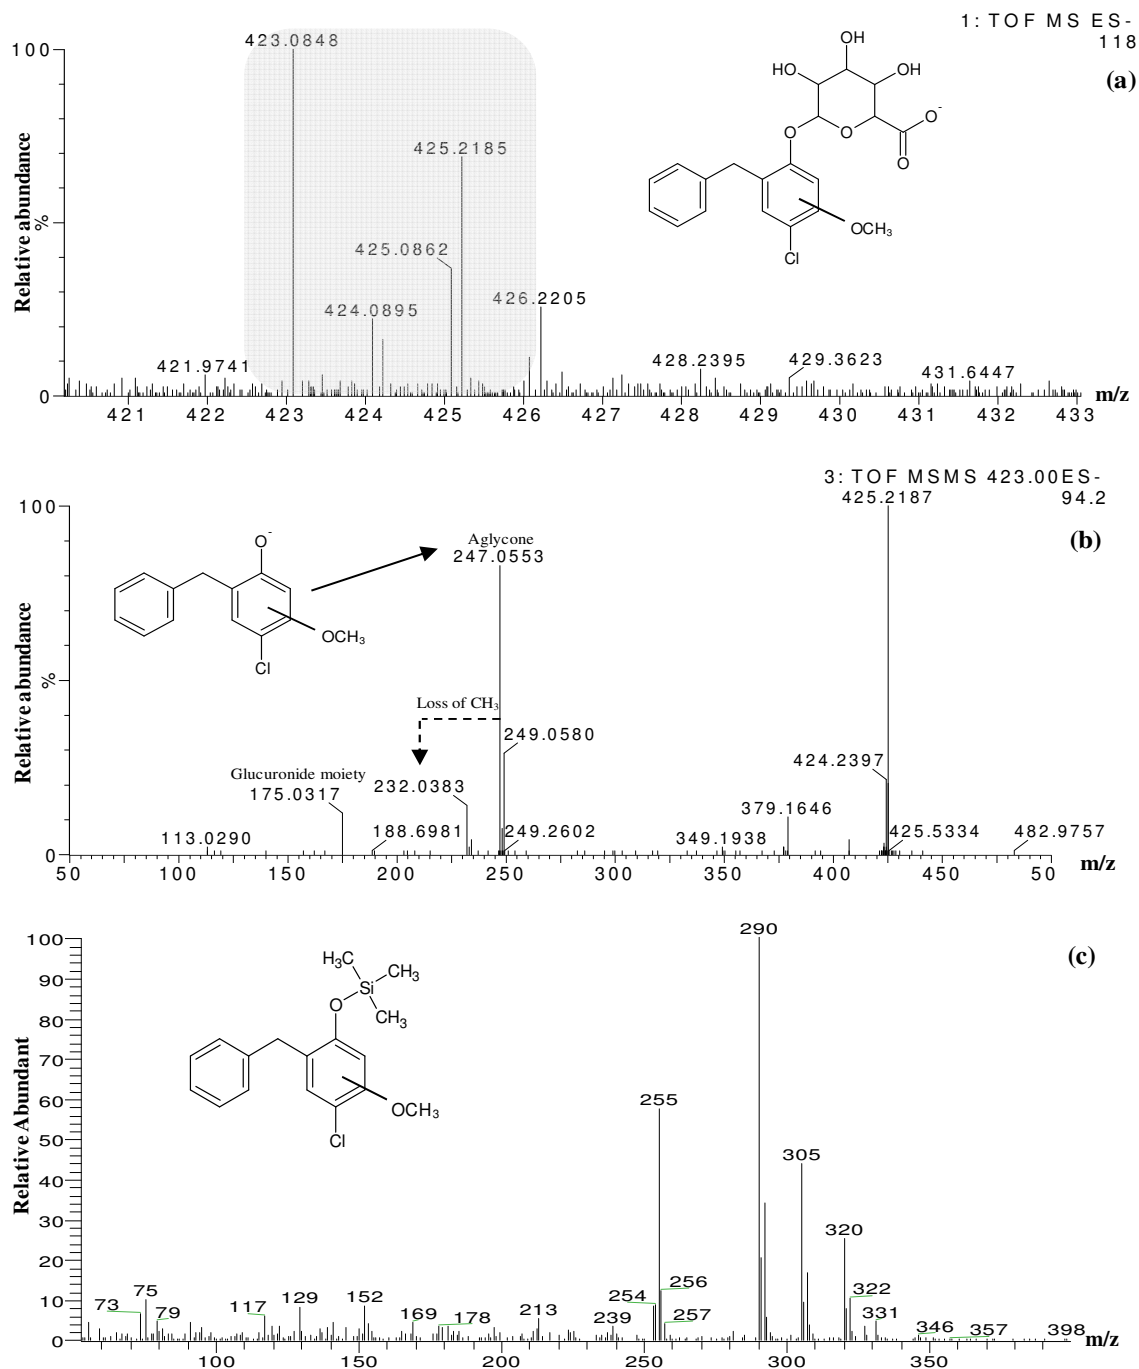 1: TOF MS ES-
118
(a)
100
%
0
Relative abundance
423.0848
425.2185
425.0862
424.0895
426.2205
421.9741
428.2395
429.3623
431.6447
OH
HO
OH
O
O
O-
O
OCH3
Cl
421 422 423 424 425 426 427 428 429 430 431 432 433
m/z
3: TOF MSMS 423.00ES-
94.2
(b)
100
%
0
Relative abundance
425.2187
Aglycone
247.0553
O-
OCH3
Cl
Loss of CH3
249.0580
424.2397
Glucuronide moiety
175.0317
232.0383
379.1646
113.0290
188.6981
249.2602
349.1938
425.5334
482.9757
50 100 150 200 250 300 350 400 450 50
m/z
(c)
100
90
80
70
60
50
40
30
20
10
0
Relative Abundant
290
H3C
CH3
Si
O
CH3
OCH3
Cl
255
305
320
256
254
322
75
73
79
117
129
152
169
178
213
239
257
331
346
357
398
100 150 200 250 300 350
m/z